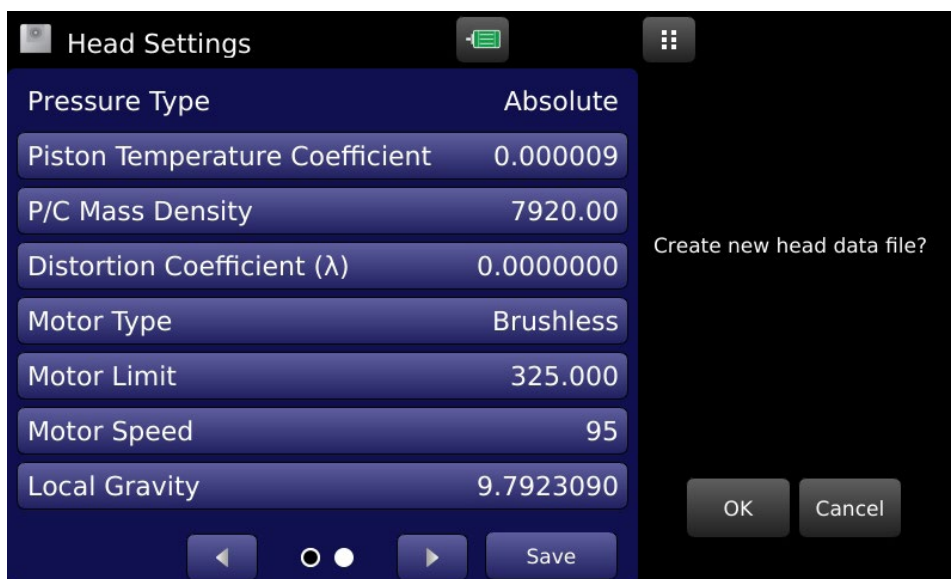 Head Settings
Pressure Type Absolute
Piston Temperature Coefficient 0.000009
P/C Mass Density 7920.00
Distortion Coefficient (λ) 0.0000000
Motor Type Brushless
Motor Limit 325.000
Motor Speed 95
Local Gravity 9.7923090
Save
Create new head data file?
OK Cancel